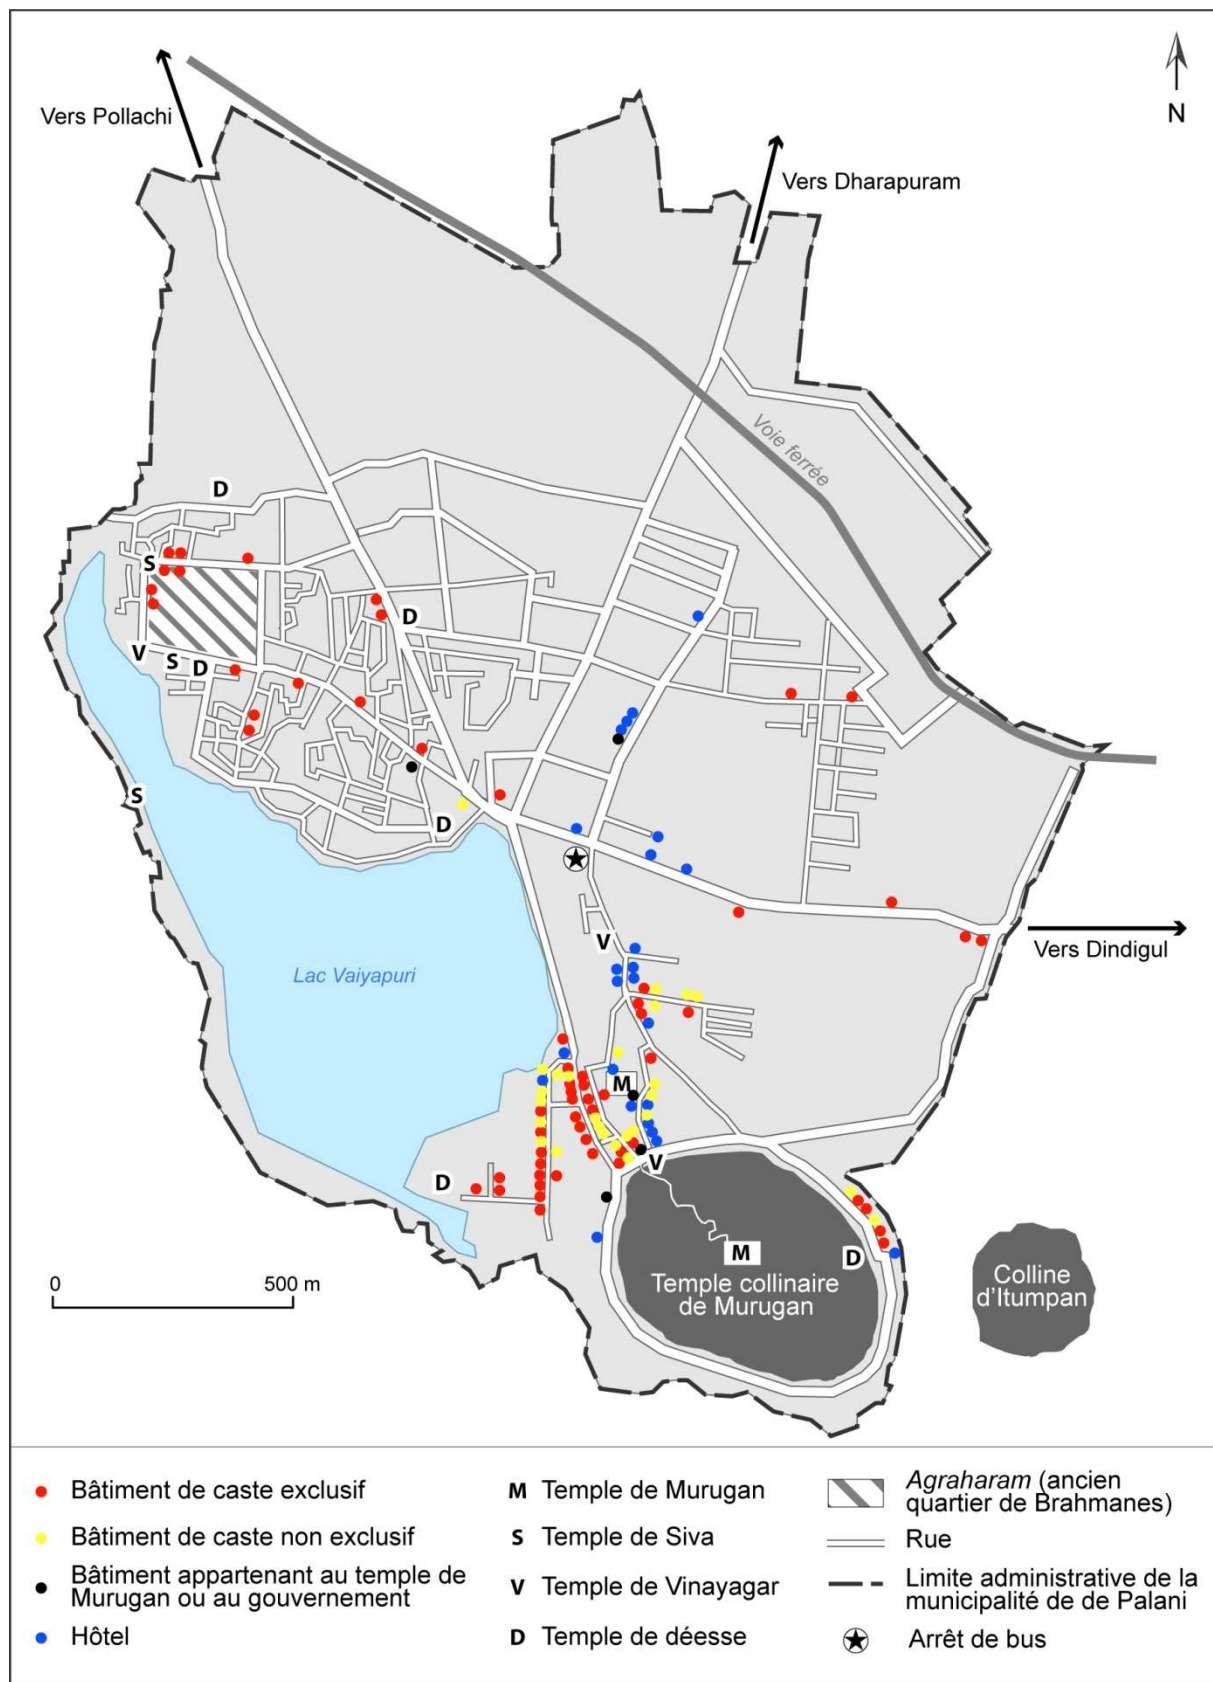 N
Vers Pollachi
Vers Dharapuram
Voie ferrée
D
S
D
V
S
D
S
D
V
Lac Vaiyapuri
Vers Dindigul
M
V
D
M
Temple collinaire
de Murugan
D
Colline
d'Itumpan
0 500 m
Bâtiment de caste exclusif
Bâtiment de caste non exclusif
Bâtiment appartenant au temple de
Murugan ou au gouvernement
Hôtel
M Temple de Murugan
S Temple de Siva
V Temple de Vinayagar
D Temple de déesse
Agraharam (ancien
quartier de Brahmanes)
Rue
Limite administrative de la
municipalité de de Palani
Arrêt de bus